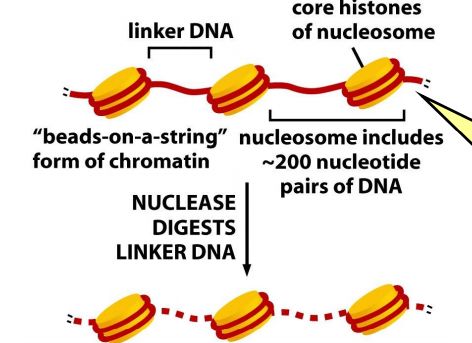 core histones
of nucleosome
linker DNA
“beads-on-a-string”
form of chromatin
nucleosome includes
~200 nucleotide
pairs of DNA
NUCLEASE
DIGESTS
LINKER DNA